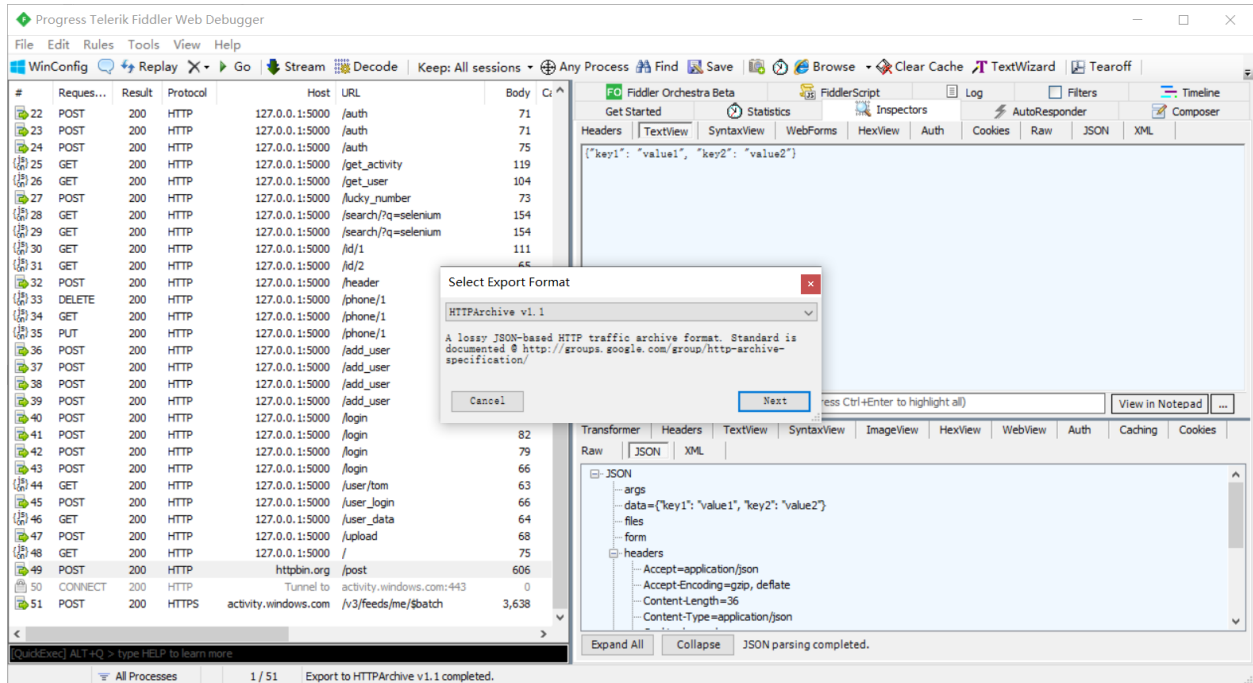 Progress Telerik Fiddler Web Debugger
File Edit Rules Tools View Help
WinConfig Replay Go Stream Decode Keep: All sessions Any Process Find Save Browse Clear Cache TextWizard Tearoff
# Reques... Result Protocol Host URL Body Ca
22 POST 200 HTTP 127.0.0.1:5000 /auth 71
23 POST 200 HTTP 127.0.0.1:5000 /auth 71
24 POST 200 HTTP 127.0.0.1:5000 /auth 75
25 GET 200 HTTP 127.0.0.1:5000 /get_activity 119
26 GET 200 HTTP 127.0.0.1:5000 /get_user 104
27 POST 200 HTTP 127.0.0.1:5000 /lucky_number 73
28 GET 200 HTTP 127.0.0.1:5000 /search/?q=selenium 154
29 GET 200 HTTP 127.0.0.1:5000 /search/?q=selenium 154
30 GET 200 HTTP 127.0.0.1:5000 /id/1 111
31 GET 200 HTTP 127.0.0.1:5000 /id/2 65
32 POST 200 HTTP 127.0.0.1:5000 /header
33 DELETE 200 HTTP 127.0.0.1:5000 /phone/1
34 GET 200 HTTP 127.0.0.1:5000 /phone/1
35 PUT 200 HTTP 127.0.0.1:5000 /phone/1
36 POST 200 HTTP 127.0.0.1:5000 /add_user
37 POST 200 HTTP 127.0.0.1:5000 /add_user
38 POST 200 HTTP 127.0.0.1:5000 /add_user
39 POST 200 HTTP 127.0.0.1:5000 /add_user
40 POST 200 HTTP 127.0.0.1:5000 /login
41 POST 200 HTTP 127.0.0.1:5000 /login 82
42 POST 200 HTTP 127.0.0.1:5000 /login 79
43 POST 200 HTTP 127.0.0.1:5000 /login 66
44 GET 200 HTTP 127.0.0.1:5000 /user/tom 63
45 POST 200 HTTP 127.0.0.1:5000 /user_login 66
46 GET 200 HTTP 127.0.0.1:5000 /user_data 64
47 POST 200 HTTP 127.0.0.1:5000 /upload 68
48 GET 200 HTTP 127.0.0.1:5000 / 75
49 POST 200 HTTP httpbin.org /post 606
50 CONNECT 200 HTTP Tunnel to activity.windows.com:443 0
51 POST 200 HTTPS activity.windows.com /v3/feeds/me/$batch 3,638
[QuickExec] ALT+Q > type HELP to learn more
All Processes 1 / 51 Export to HTTPArchive v1.1 completed.
FO Fiddler Orchestra Beta FiddlerScript Log Filters Timeline
Get Started Statistics Inspectors AutoResponder Composer
Headers TextView SyntaxView WebForms HexView Auth Cookies Raw JSON XML
{"key1": "value1", "key2": "value2"}
Select Export Format
HTTPArchive v1.1
A lossy JSON-based HTTP traffic archive format. Standard is
documented @ http://groups.google.com/group/http-archive-
specification/
Cancel Next
ress Ctrl+Enter to highlight all) View in Notepad ...
Transformer Headers TextView SyntaxView ImageView HexView WebView Auth Caching Cookies
Raw JSON XML
JSON
args
data={"key1": "value1", "key2": "value2"}
files
form
headers
Accept=application/json
Accept-Encoding=gzip, deflate
Content-Length=36
Content-Type=application/json
Expand All Collapse JSON parsing completed.